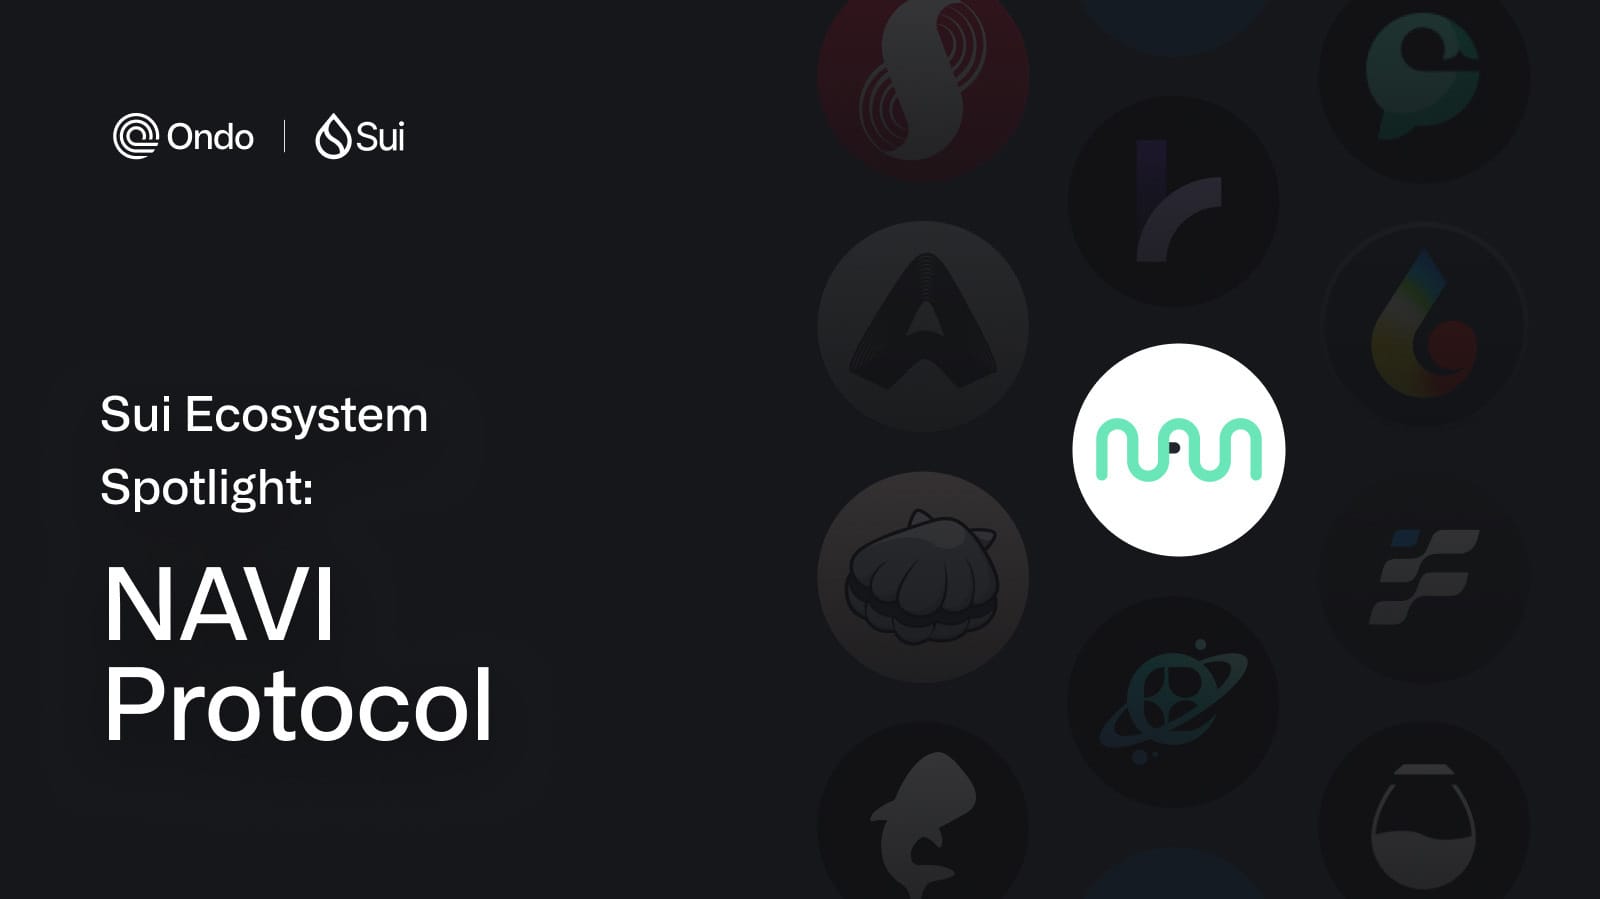 Ondo | Sui
Sui Ecosystem
Spotlight:
NAVI
Protocol